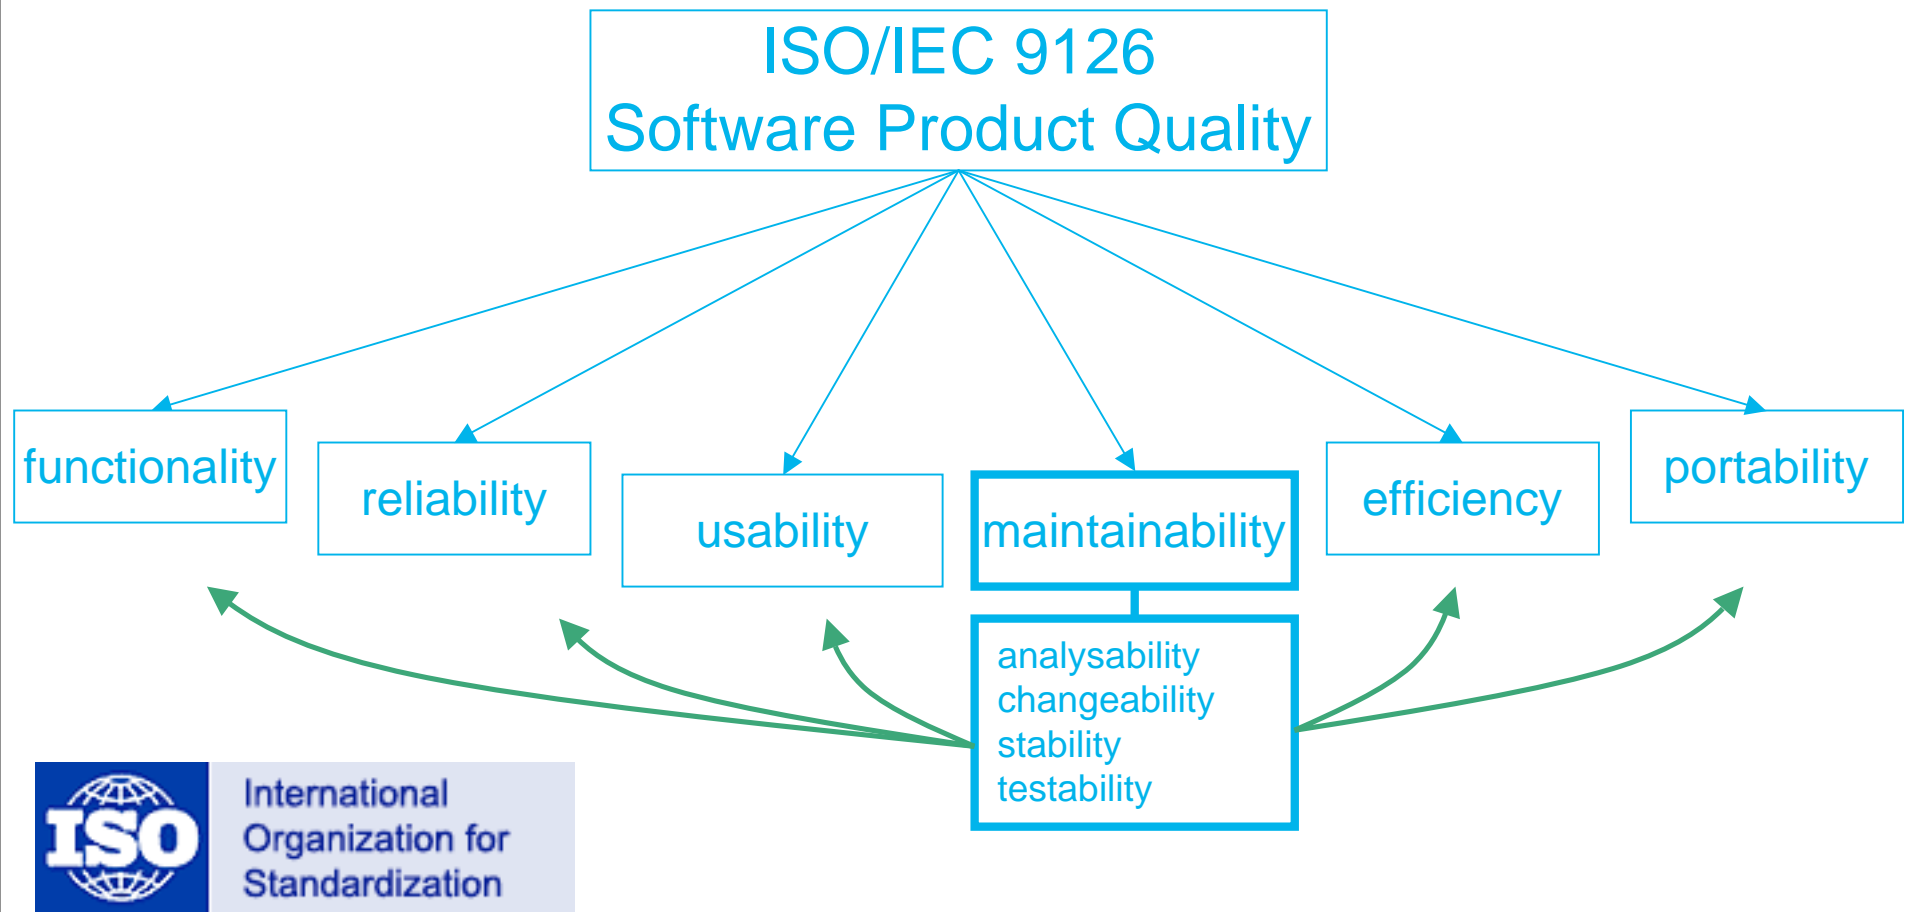 ISO/IEC 9126
Software Product Quality
functionality
reliability
usability
maintainability
efficiency
portability
analysability
changeability
stability
testability
ISO
International
Organization for
Standardization